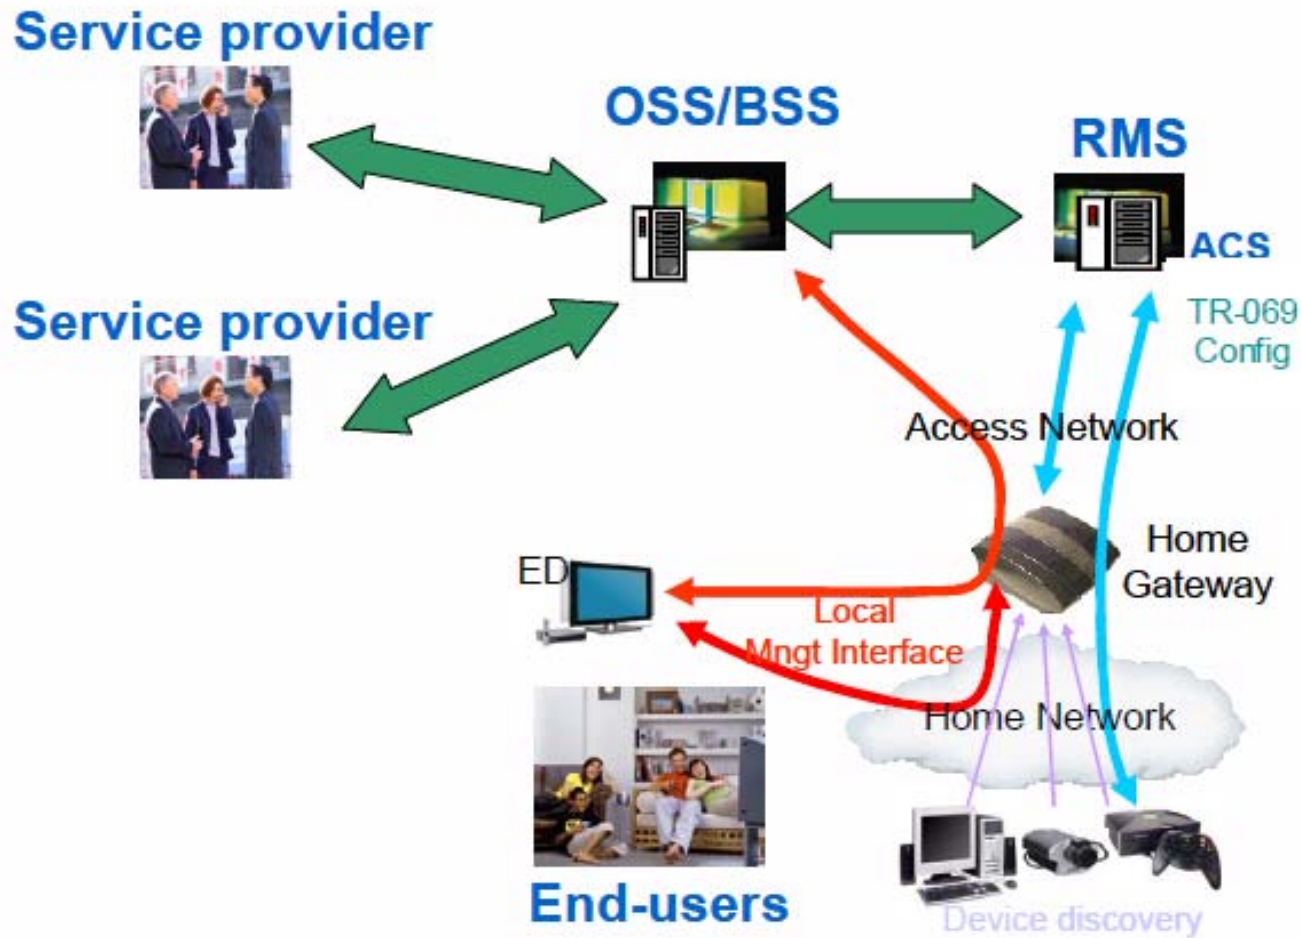 Service provider
OSS/BSS
RMS
ACS
Service provider
TR-069
Config
Access Network
Home
Gateway
ED
Local
Mngt Interface
Home Network
End-users
Device discovery